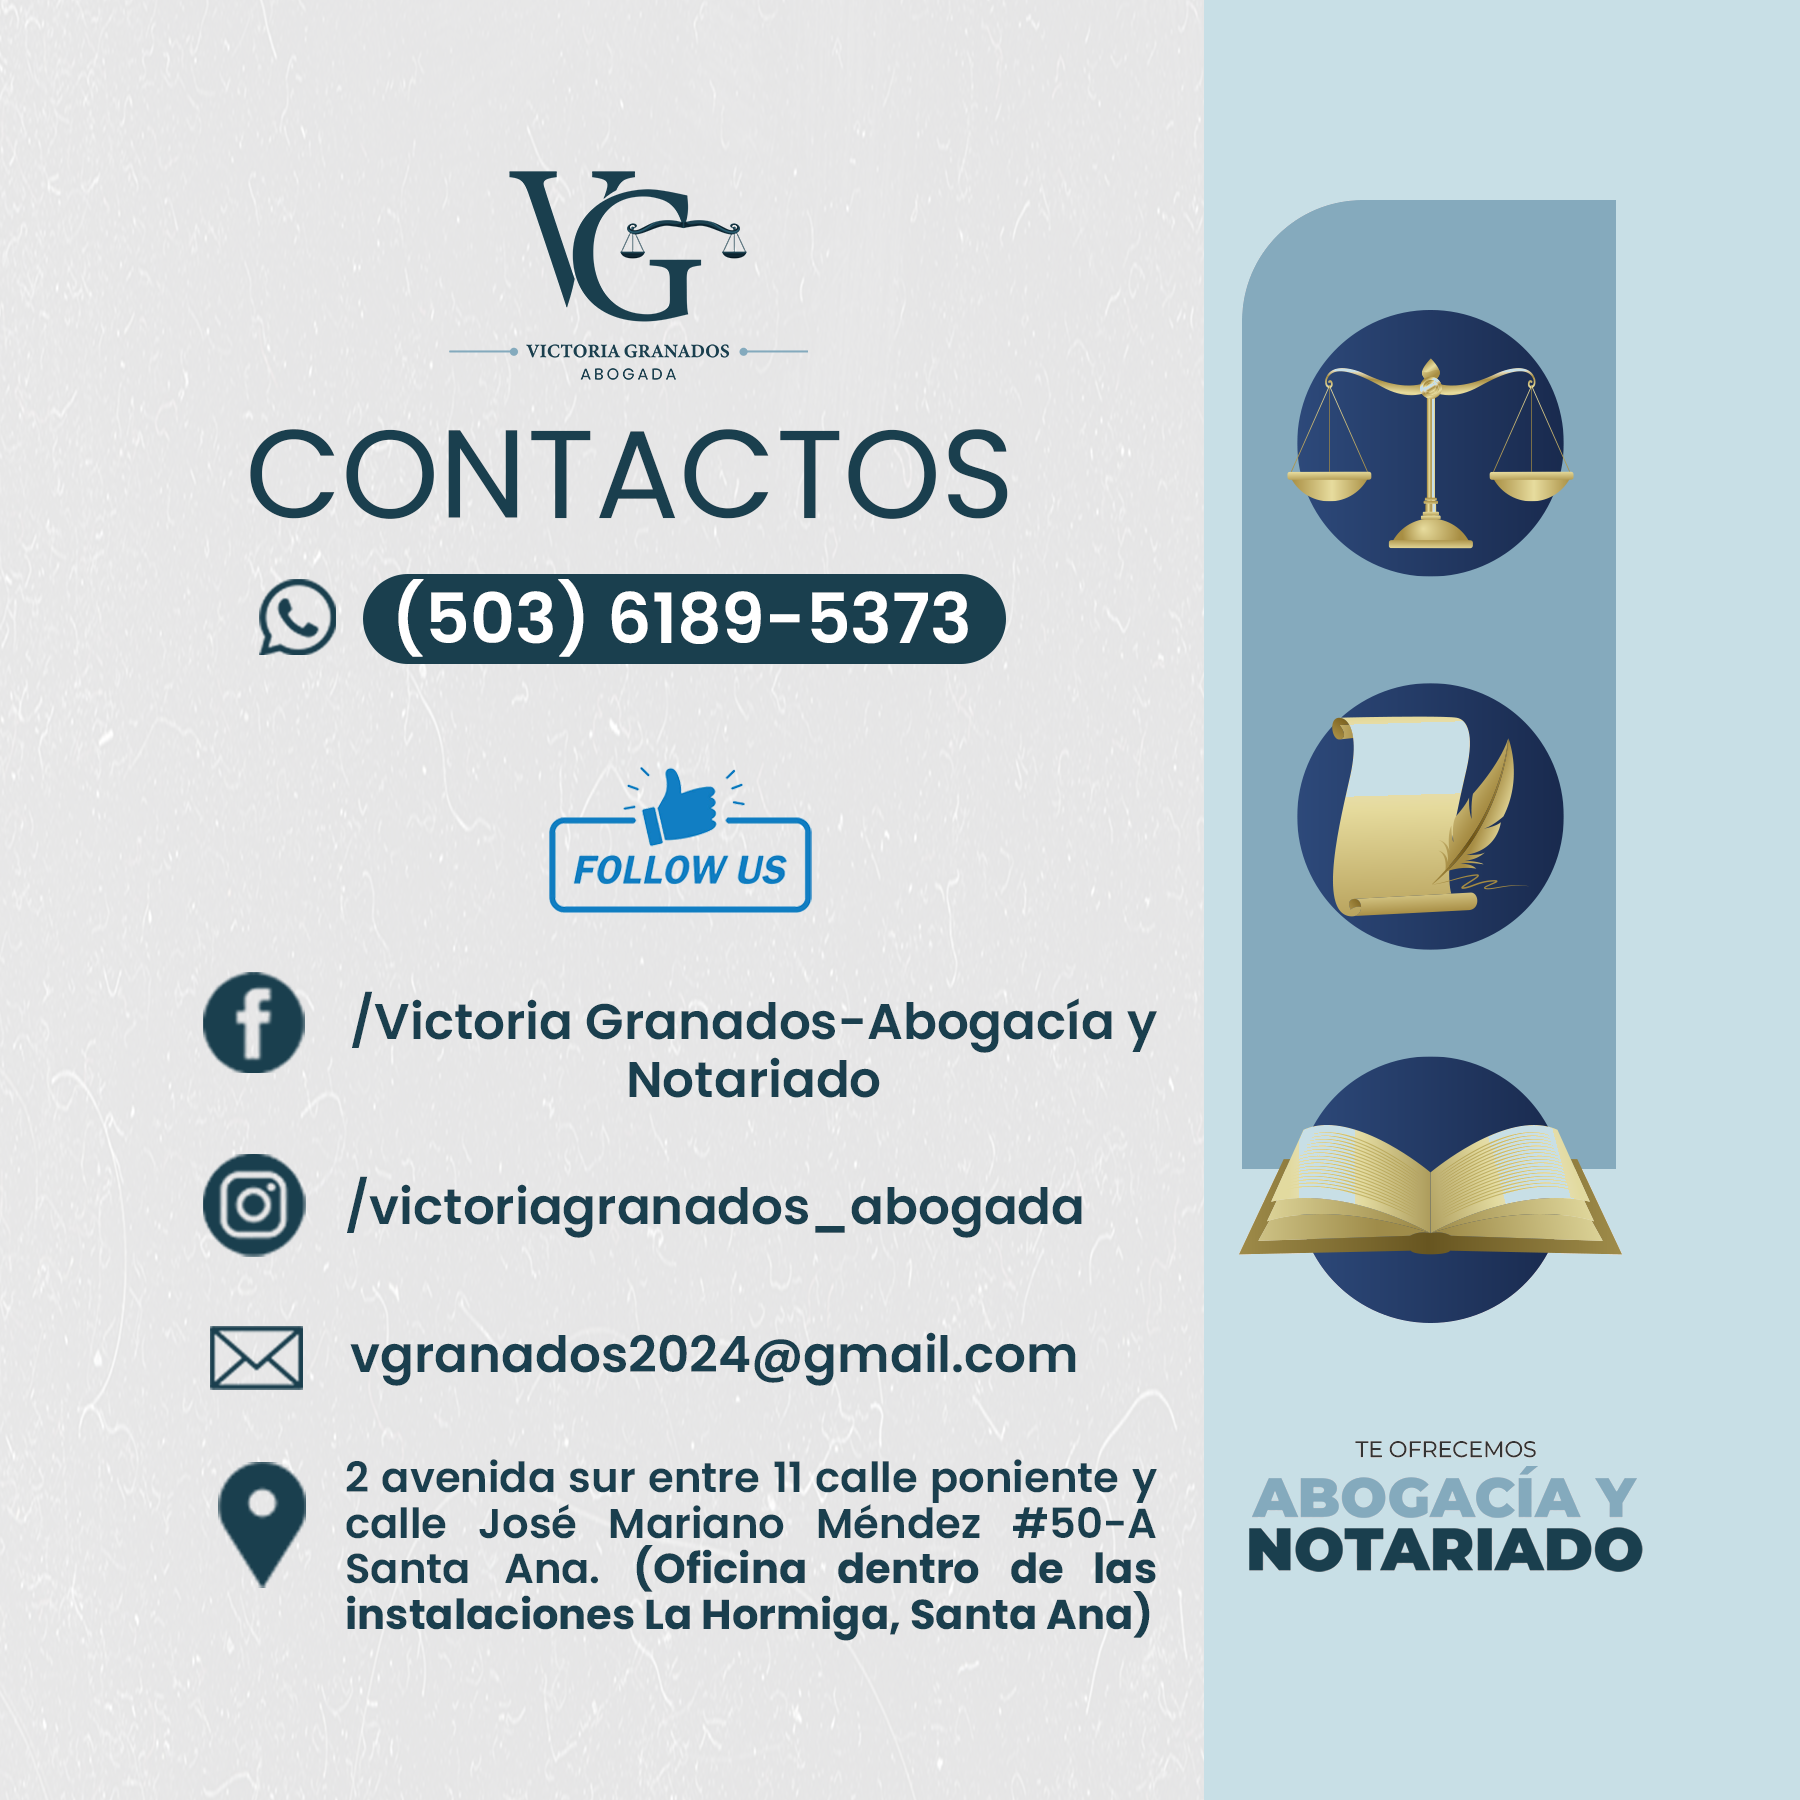 VG
VICTORIA GRANADOS
ABOGADA
CONTACTOS
(503) 6189-5373
FOLLOW US
/Victoria Granados-Abogacía y
Notariado
/victoriagranados_abogada
vgranados2024@gmail.com
2 avenida sur entre 11 calle poniente y
calle José Mariano Méndez #50-A
Santa Ana. (Oficina dentro de las
instalaciones La Hormiga, Santa Ana)
TE OFRECEMOS
ABOGACÍA Y
NOTARIADO